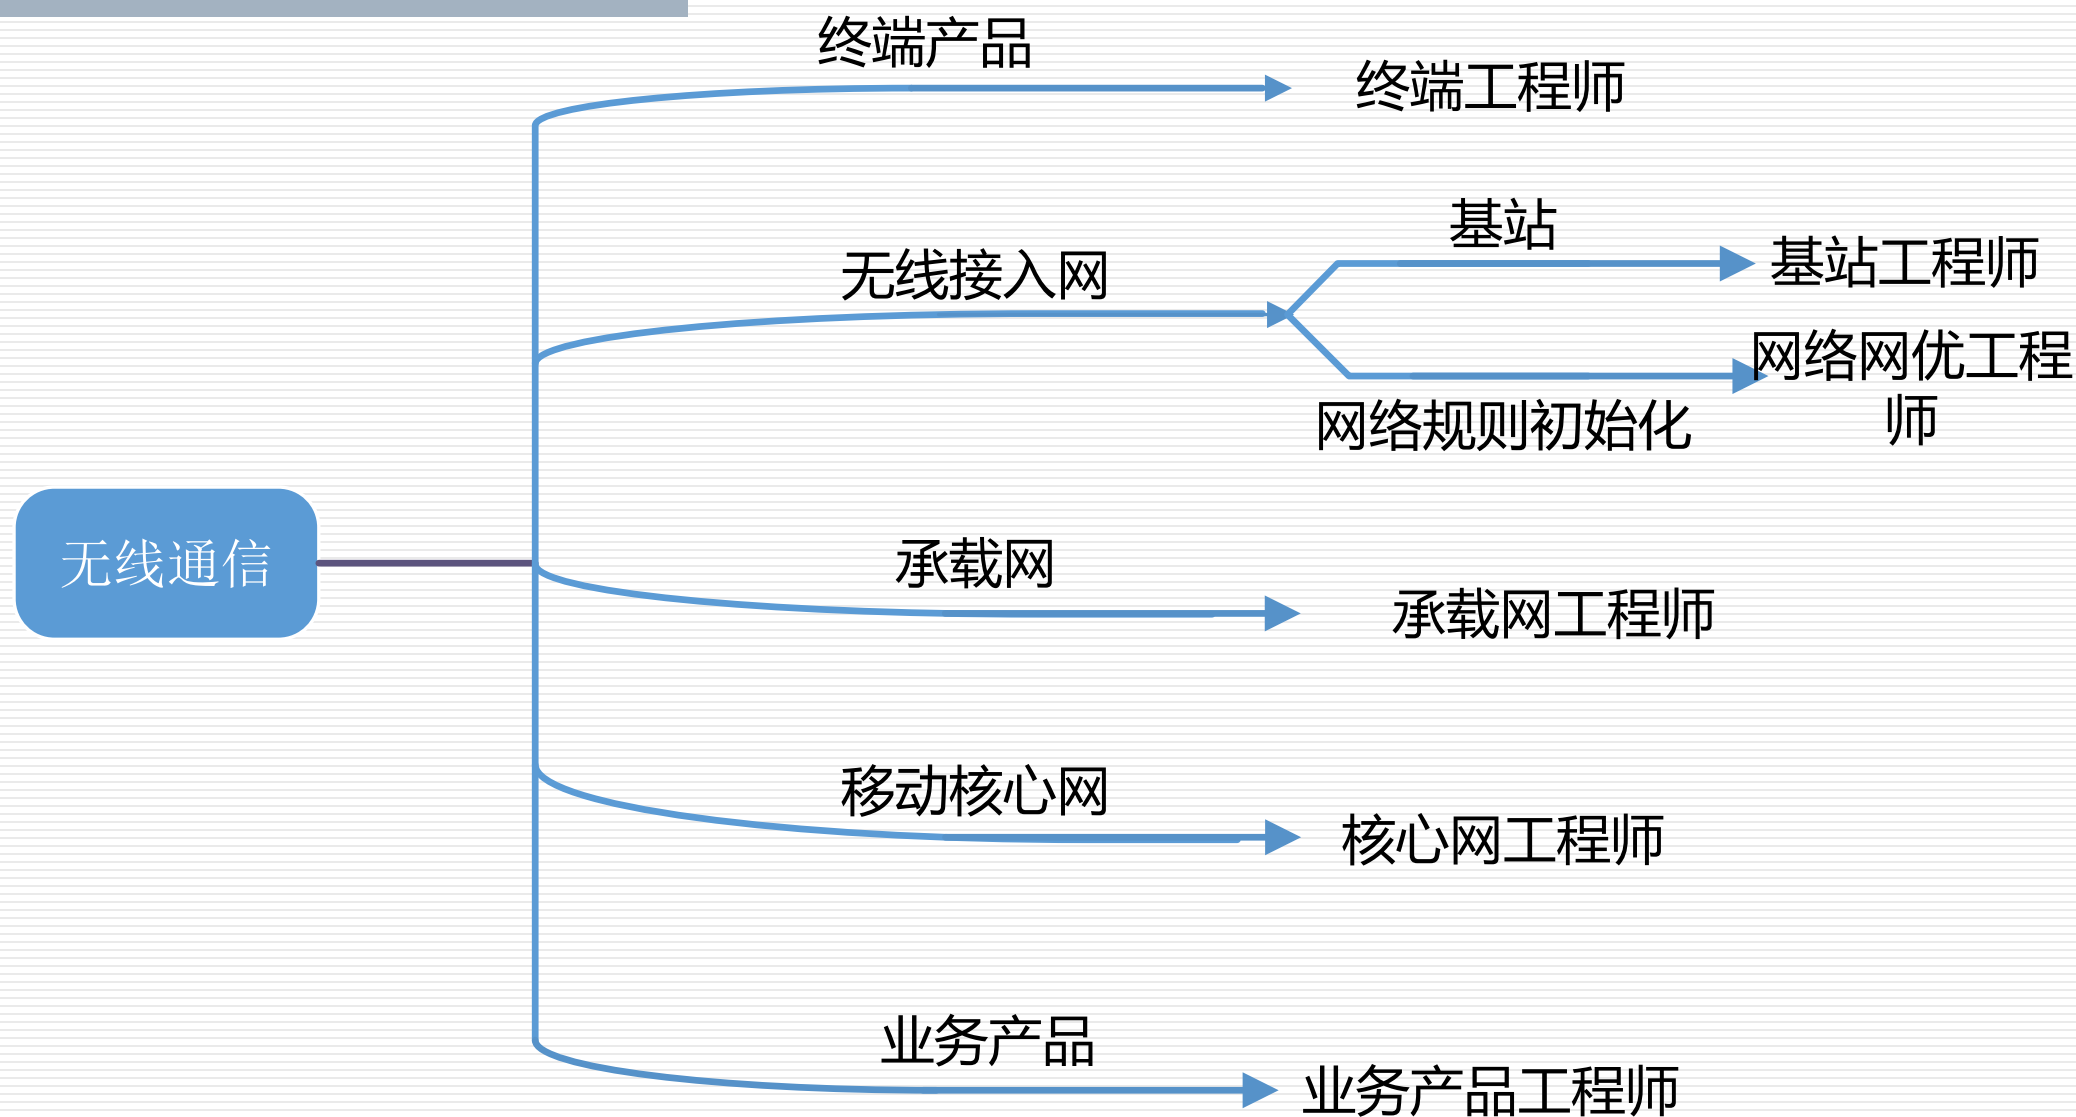 终端产品
终端工程师
基站
基站工程师
无线接入网
网络网优工程
师
网络规则初始化
无线通信
承载网
承载网工程师
移动核心网
核心网工程师
业务产品
业务产品工程师